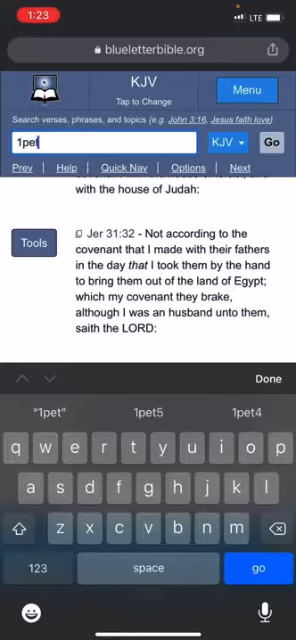 1:23
LTE
blueletterbible.org
KJV
Tap to Change
Menu
Search verses, phrases, and topics (e.g. John 3:16, Jesus faith love)
1pet
KJV
Go
Prev | Help | Quick Nav | Options | Next
with the house of Judah:
Tools
Jer 31:32 - Not according to the
covenant that I made with their fathers
in the day that I took them by the hand
to bring them out of the land of Egypt;
which my covenant they brake,
although I was an husband unto them,
saith the LORD:
Done
“1pet”
1pet5
1pet4
q w e r t y u i o p
a s d f g h j k l
z x c v b n m
123
space
go